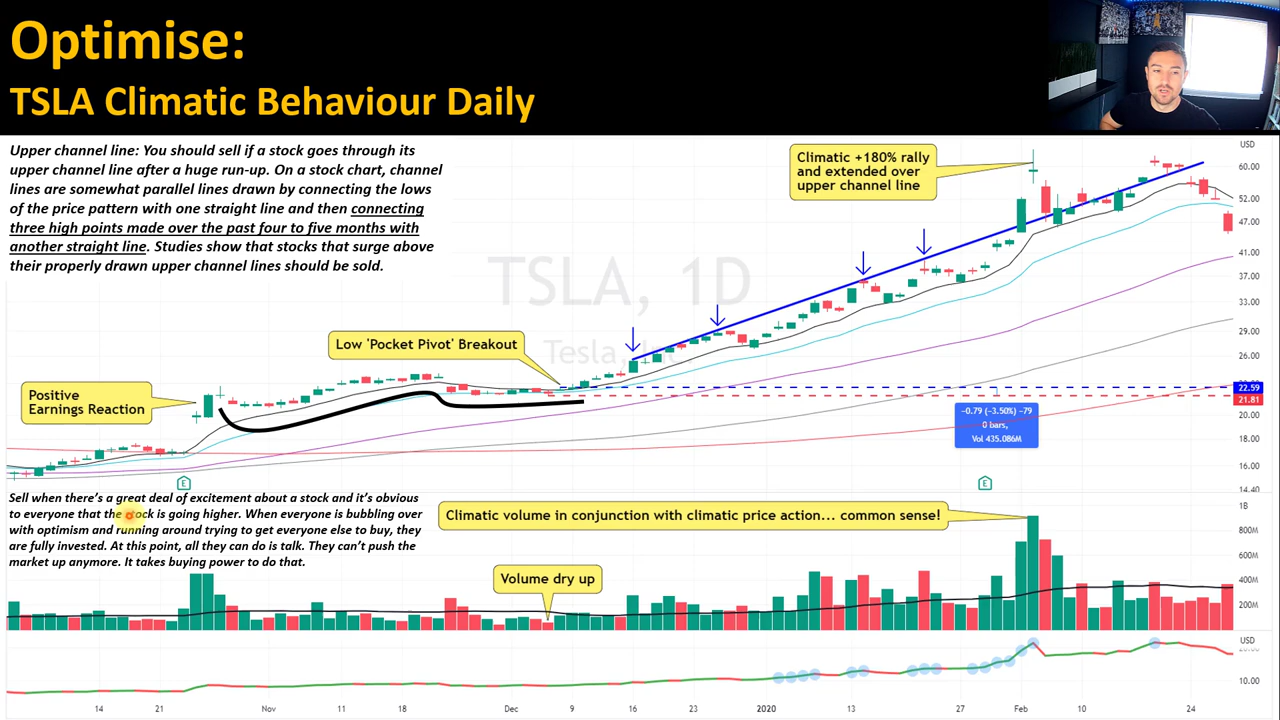 Optimise:
TSLA Climatic Behaviour Daily
Upper channel line: You should sell if a stock goes through its
upper channel line after a huge run-up. On a stock chart, channel
lines are somewhat parallel lines drawn by connecting the lows
of the price pattern with one straight line and then connecting
three high points made over the past four to five months with
another straight line. Studies show that stocks that surge above
their properly drawn upper channel lines should be sold.
Climatic +180% rally
and extended over
upper channel line
TSLA, 1D
Low 'Pocket Pivot' Breakout
Positive
Earnings Reaction
USD
60.00
52.00
47.00
41.00
37.00
33.00
29.00
26.00
22.59
21.81
20.00
18.00
16.00
14.40
−0.79 (−3.50%) −79
0 bars,
Vol 435.086M
E
E
Sell when there's a great deal of excitement about a stock and it's obvious
to everyone that the stock is going higher. When everyone is bubbling over
with optimism and running around trying to get everyone else to buy, they
are fully invested. At this point, all they can do is talk. They can't push the
market up anymore. It takes buying power to do that.
Climatic volume in conjunction with climatic price action... common sense!
Volume dry up
1B
800M
600M
400M
200M
USD
10.00
14
21
Nov
11
18
Dec
9
16
23
2020
13
27
Feb
10
24